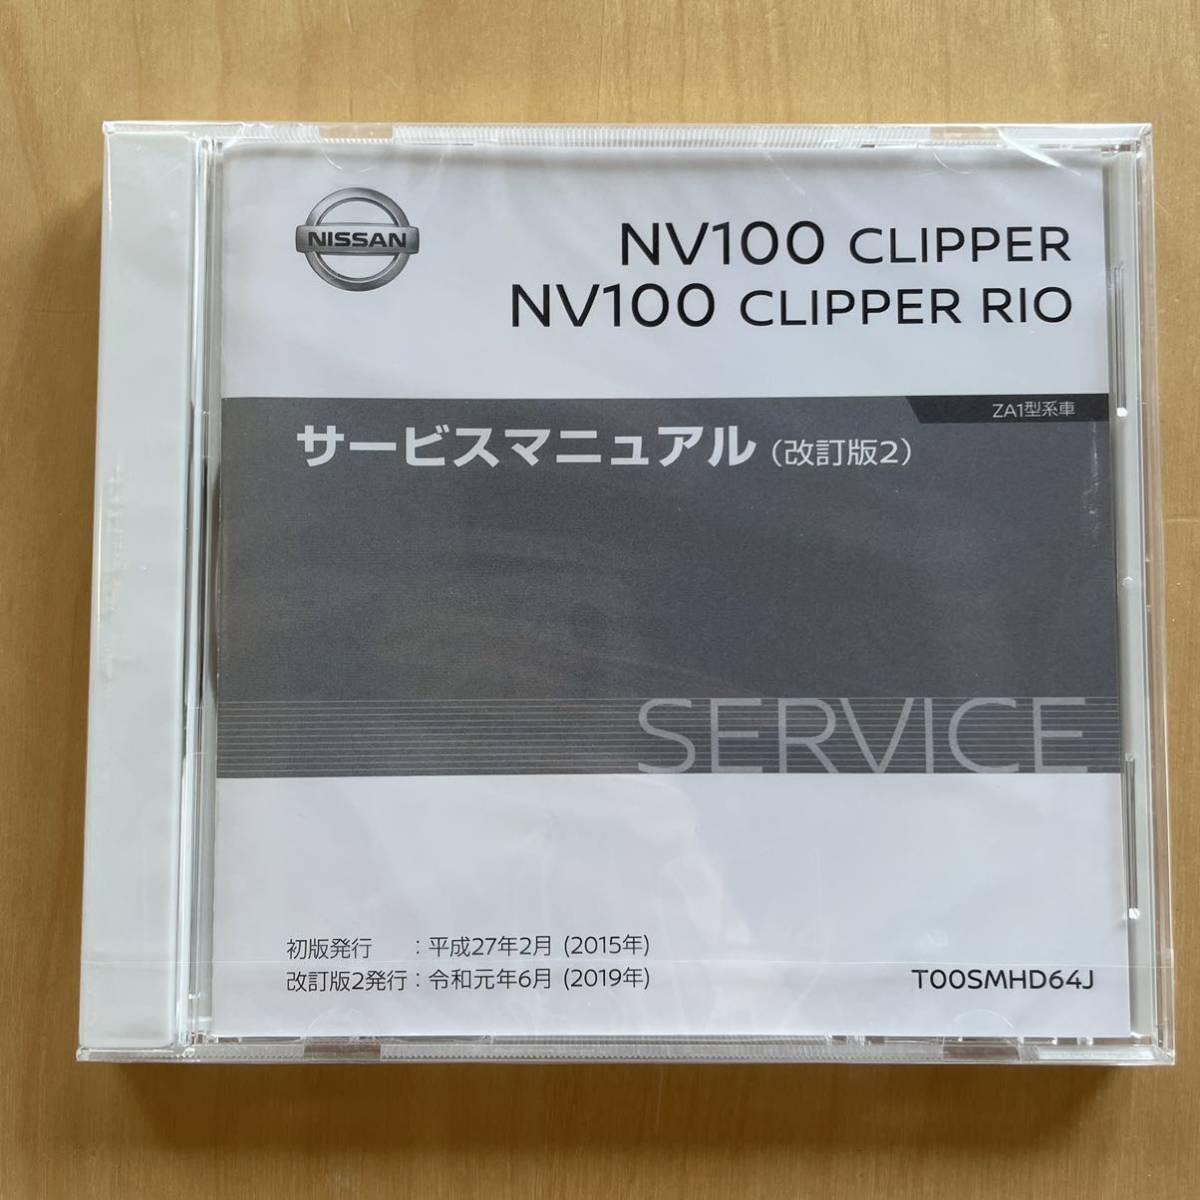 NISSAN
NV100 CLIPPER
NV100 CLIPPER RIO
ZA1型系車
サービスマニュアル（改訂版2）
SERVICE
初版発行　：平成27年2月 (2015年)
改訂版2発行：令和元年6月 (2019年)
T00SMHD64J